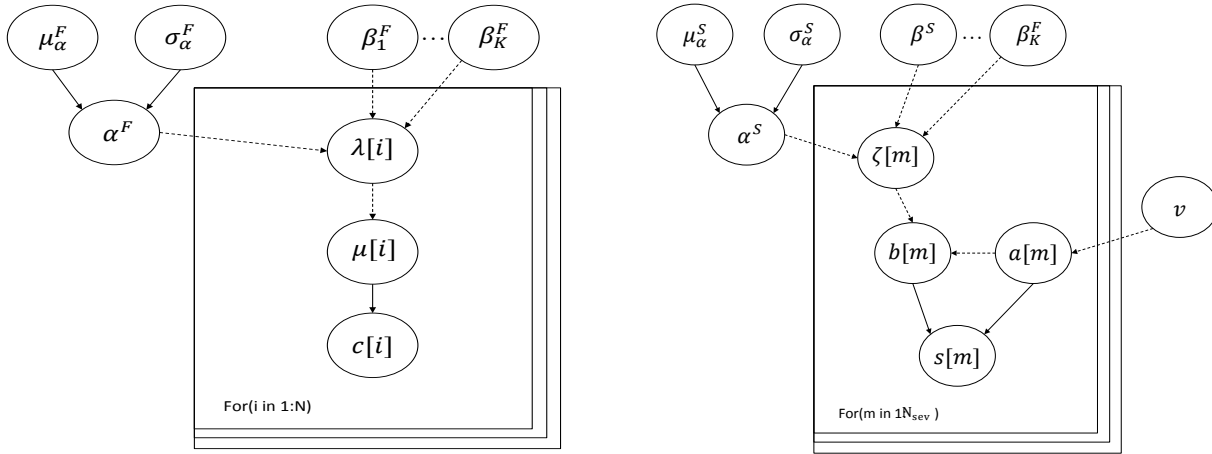 μ_α^F σ_α^F β_1^F ... β_K^F
α^F
λ[i]
μ[i]
c[i]
For(i in 1:N)
μ_α^S σ_α^S β^S ... β_K^F
α^S
ζ[m]
v
b[m] a[m]
s[m]
For(m in 1N_sev )